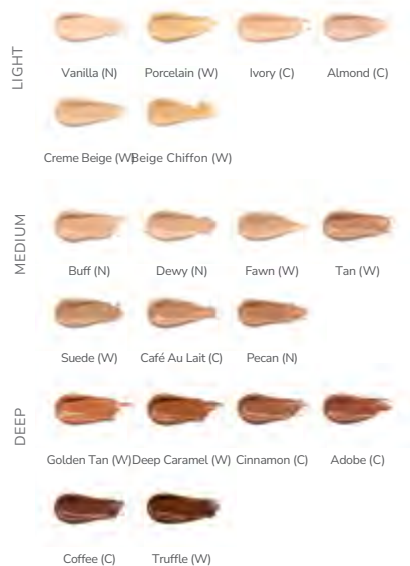 LIGHT
Vanilla (N) Porcelain (W) Ivory (C) Almond (C)
Creme Beige (W) Beige Chiffon (W)
MEDIUM
Buff (N) Dewy (N) Fawn (W) Tan (W)
Suede (W) Café Au Lait (C) Pecan (N)
DEEP
Golden Tan (W) Deep Caramel (W) Cinnamon (C) Adobe (C)
Coffee (C) Truffle (W)